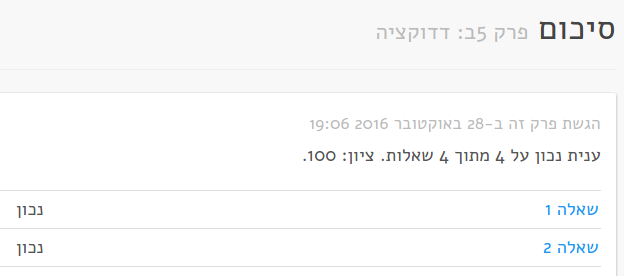 סיכום פרק 5ב: דדוקציה
הגשת פרק זה ב-28 באוקטובר 2016 19:06
ענית נכון על 4 מתוך 4 שאלות. ציון: 100.
שאלה 1 נכון
שאלה 2 נכון